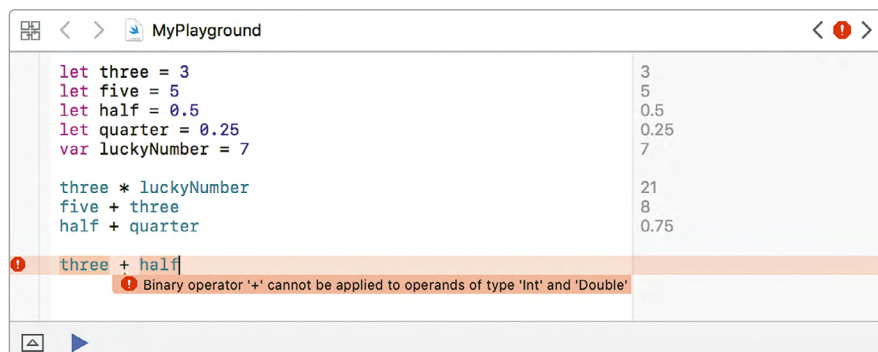 MyPlayground
let three = 3 3
let five = 5 5
let half = 0.5 0.5
let quarter = 0.25 0.25
var luckyNumber = 7 7
three * luckyNumber 21
five + three 8
half + quarter 0.75
three + half
Binary operator '+' cannot be applied to operands of type 'Int' and 'Double'